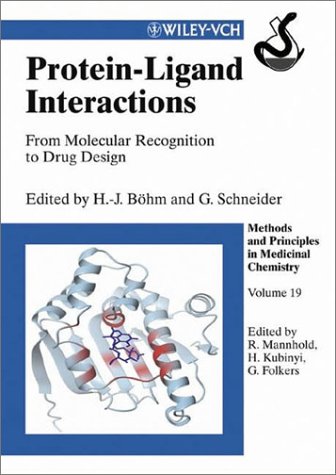 WILEY-VCH
Protein-Ligand
Interactions
From Molecular Recognition
to Drug Design
Edited by H.-J. Böhm and G. Schneider
Methods and
Principles
in Medicinal
Chemistry
Volume 19
Edited by
R. Mannhold,
H. Kubinyi,
G. Folkers